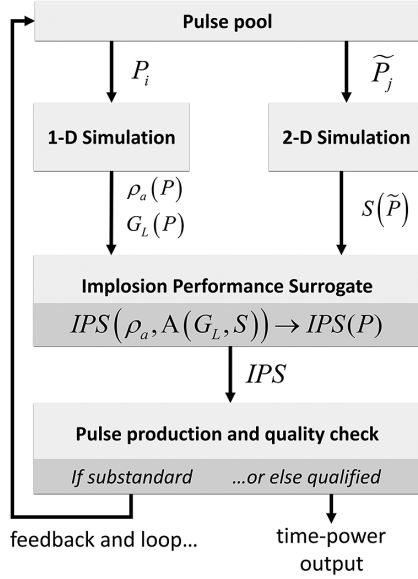 Pulse pool
P_i
P̃_j
1-D Simulation
2-D Simulation
ρ_a(P)
G_L(P)
S(P̃)
Implosion Performance Surrogate
IPS(ρ_a, A(G_L, S)) → IPS(P)
IPS
Pulse production and quality check
If substandard ...or else qualified
feedback and loop...
time-power
output